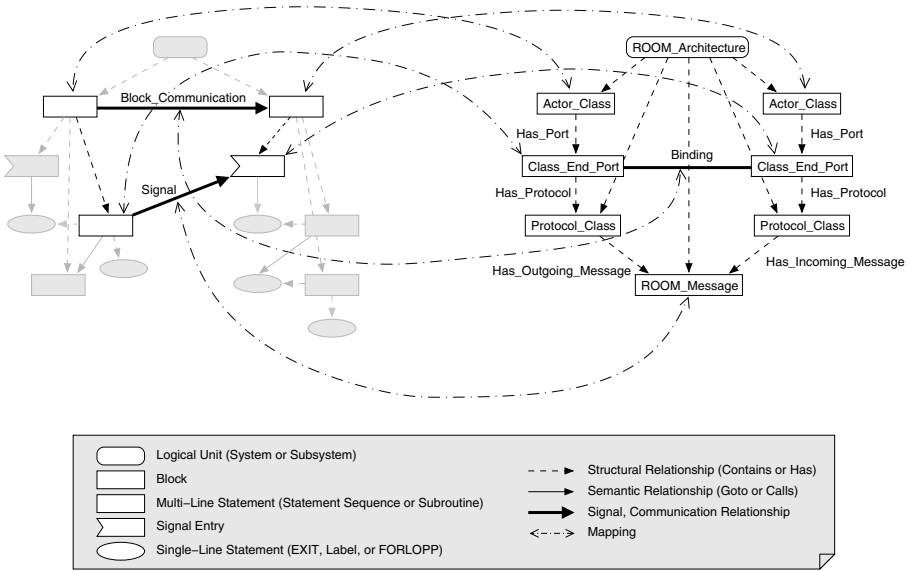 ROOM_Architecture
Block_Communication
Actor_Class
Actor_Class
Has_Port
Has_Port
Signal
Class_End_Port
Binding
Class_End_Port
Has_Protocol
Has_Protocol
Protocol_Class
Protocol_Class
Has_Outgoing_Message
Has_Incoming_Message
ROOM_Message
Logical Unit (System or Subsystem)
Block
Multi−Line Statement (Statement Sequence or Subroutine)
Signal Entry
Single−Line Statement (EXIT, Label, or FORLOPP)
Structural Relationship (Contains or Has)
Semantic Relationship (Goto or Calls)
Signal, Communication Relationship
Mapping